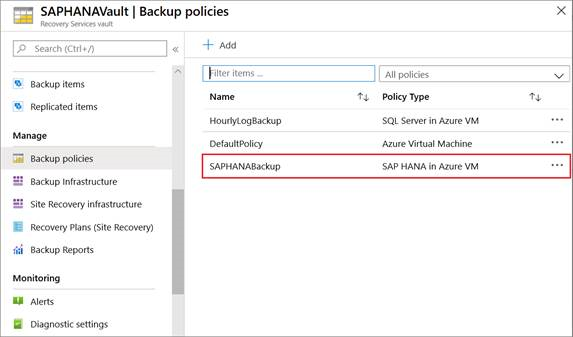 SAPHANAVault | Backup policies
Recovery Services vault
Search (Ctrl+/)
Backup items
Replicated items
Manage
Backup policies
Backup Infrastructure
Site Recovery infrastructure
Recovery Plans (Site Recovery)
Backup Reports
Monitoring
Alerts
Diagnostic settings
Add
Filter items ...
All policies
Name Policy Type
HourlyLogBackup SQL Server in Azure VM
DefaultPolicy Azure Virtual Machine
SAPHANABackup SAP HANA in Azure VM